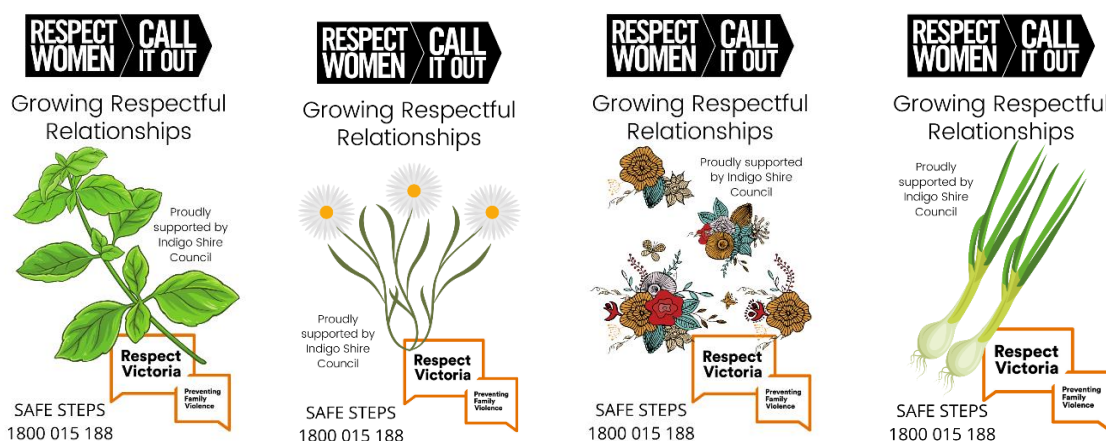 RESPECT WOMEN CALL IT OUT
Growing Respectful
Relationships
Proudly
supported by
Indigo Shire
Council
Respect
Victoria
Preventing
Family
Violence
SAFE STEPS
1800 015 188
RESPECT WOMEN CALL IT OUT
Growing Respectful
Relationships
Proudly
supported by
Indigo Shire
Council
Respect
Victoria
Preventing
Family
Violence
SAFE STEPS
1800 015 188
RESPECT WOMEN CALL IT OUT
Growing Respectful
Relationships
Proudly supported
by Indigo Shire
Council
Respect
Victoria
Preventing
Family
Violence
SAFE STEPS
1800 015 188
RESPECT WOMEN CALL IT OUT
Growing Respectful
Relationships
Proudly
supported by
Indigo Shire
Council
Respect
Victoria
Preventing
Family
Violence
SAFE STEPS
1800 015 188